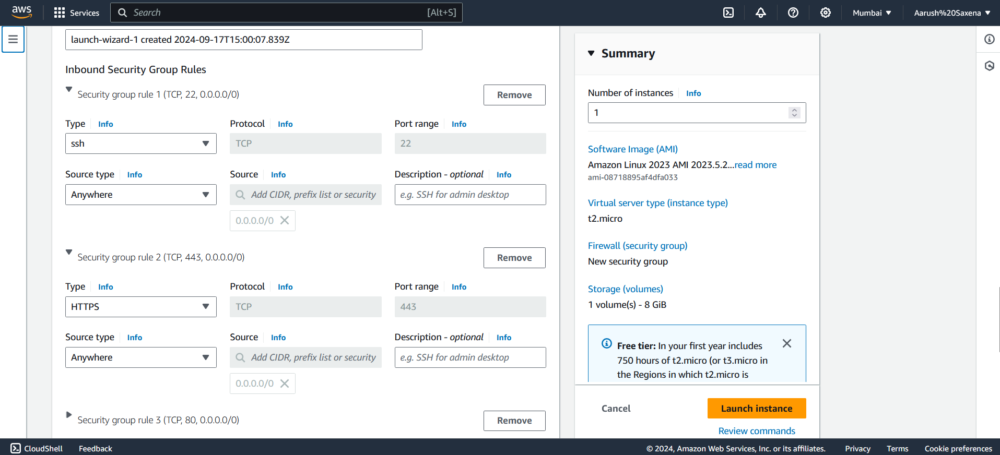 aws Services Search [Alt+S] Mumbai Aarush%20Saxena
launch-wizard-1 created 2024-09-17T15:00:07.839Z
Inbound Security Group Rules
Security group rule 1 (TCP, 22, 0.0.0.0/0) Remove
Type Info Protocol Info Port range Info
ssh TCP 22
Source type Info Source Info Description - optional Info
Anywhere Add CIDR, prefix list or security e.g. SSH for admin desktop
0.0.0.0/0
Security group rule 2 (TCP, 443, 0.0.0.0/0) Remove
Type Info Protocol Info Port range Info
HTTPS TCP 443
Source type Info Source Info Description - optional Info
Anywhere Add CIDR, prefix list or security e.g. SSH for admin desktop
0.0.0.0/0
Security group rule 3 (TCP, 80, 0.0.0.0/0) Remove
Summary
Number of instances Info
1
Software Image (AMI)
Amazon Linux 2023 AMI 2023.5.2...read more
ami-08718895af4dfa033
Virtual server type (instance type)
t2.micro
Firewall (security group)
New security group
Storage (volumes)
1 volume(s) - 8 GiB
Free tier: In your first year includes
750 hours of t2.micro (or t3.micro in
the Regions in which t2.micro is
Cancel Launch instance
Review commands
CloudShell Feedback © 2024, Amazon Web Services, Inc. or its affiliates. Privacy Terms Cookie preferences